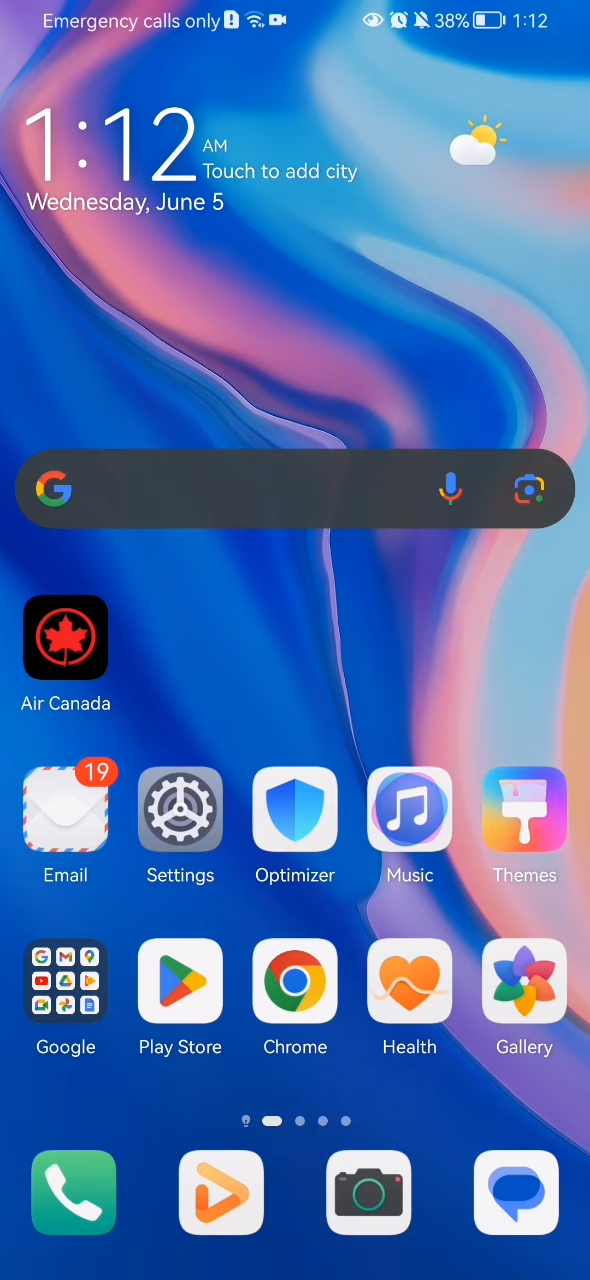 Emergency calls only 38% 1:12
1:12 AM
Touch to add city
Wednesday, June 5
Air Canada
19
Email Settings Optimizer Music Themes
Google Play Store Chrome Health Gallery